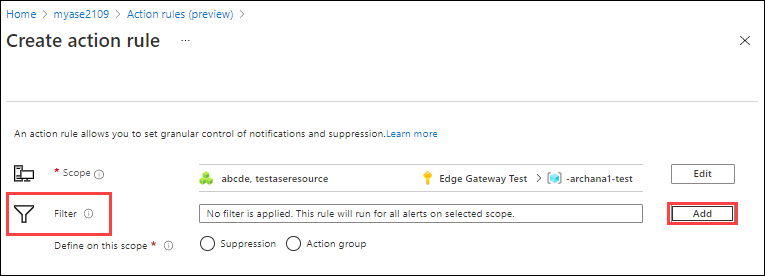 Home > myase2109 > Action rules (preview) >
Create action rule ...
An action rule allows you to set granular control of notifications and suppression.Learn more
* Scope abcde, testaseresource Edge Gateway Test > -archana1-test Edit
Filter No filter is applied. This rule will run for all alerts on selected scope. Add
Define on this scope * Suppression Action group